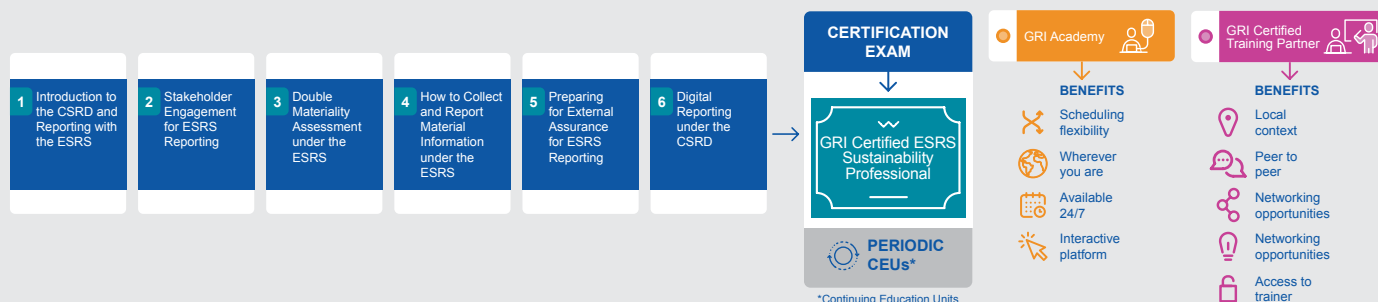 1
Introduction to
the CSRD and
Reporting with
the ESRS
2
Stakeholder
Engagement
for ESRS
Reporting
3
Double
Materiality
Assessment
under the
ESRS
4
How to Collect
and Report
Material
Information
under the
ESRS
5
Preparing
for External
Assurance
for ESRS
Reporting
6
Digital
Reporting
under the
CSRD
CERTIFICATION
EXAM
GRI Certified ESRS
Sustainability
Professional
PERIODIC
CEUs*
*Continuing Education Units
GRI Academy
BENEFITS
Scheduling
flexibility
Wherever
you are
Available
24/7
Interactive
platform
GRI Certified
Training Partner
BENEFITS
Local
context
Peer to
peer
Networking
opportunities
Networking
opportunities
Access to
trainer